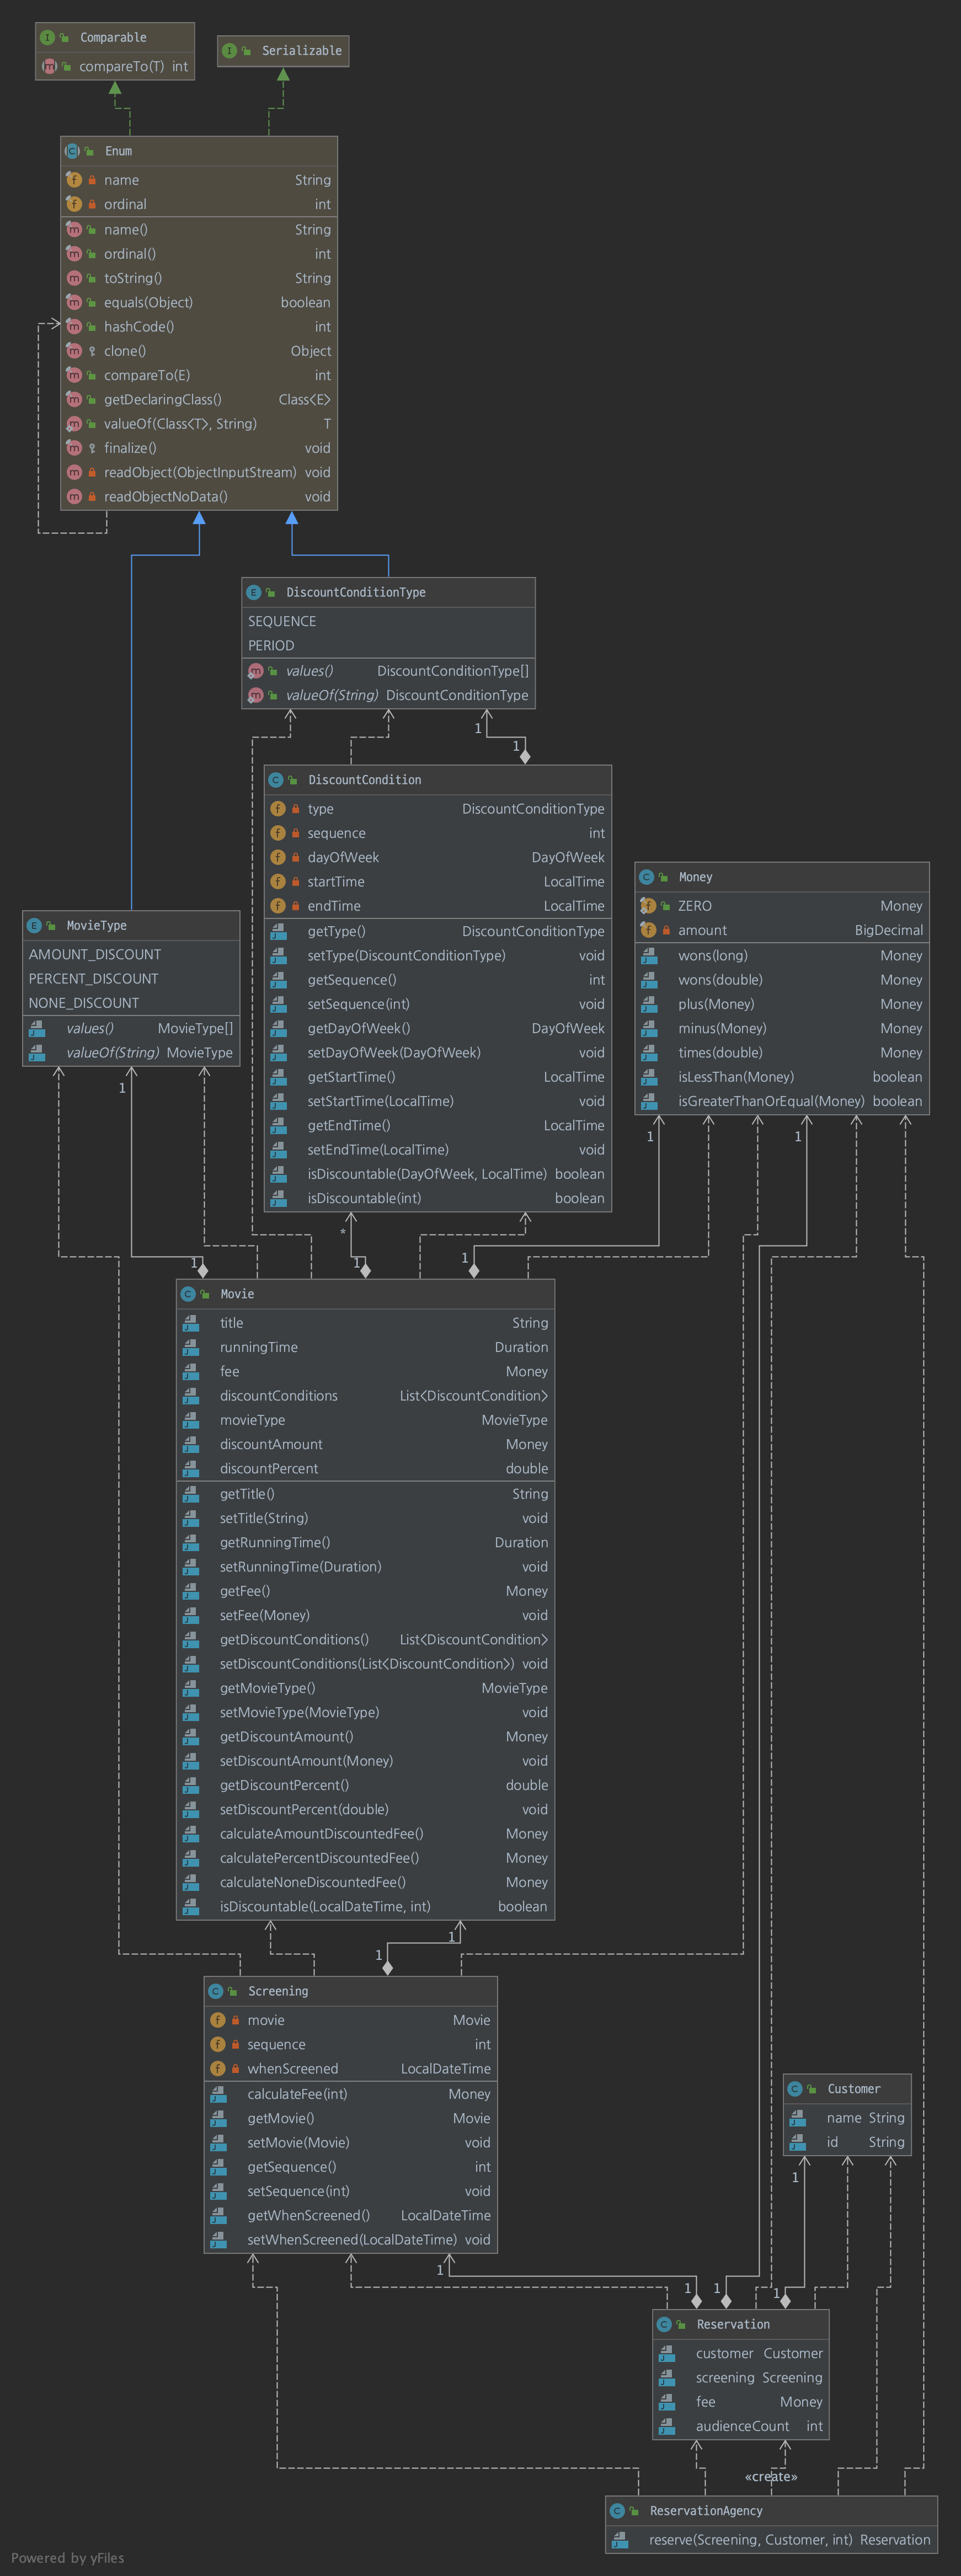 Comparable
compareTo(T) int
Serializable
Enum
name String
ordinal int
name() String
ordinal() int
toString() String
equals(Object) boolean
hashCode() int
clone() Object
compareTo(E) int
getDeclaringClass() Class<E>
valueOf(Class<T>, String) T
finalize() void
readObject(ObjectInputStream) void
readObjectNoData() void
DiscountConditionType
SEQUENCE
PERIOD
values() DiscountConditionType[]
valueOf(String) DiscountConditionType
1
1
DiscountCondition
type DiscountConditionType
sequence int
dayOfWeek DayOfWeek
startTime LocalTime
endTime LocalTime
getType() DiscountConditionType
setType(DiscountConditionType) void
getSequence() int
setSequence(int) void
getDayOfWeek() DayOfWeek
setDayOfWeek(DayOfWeek) void
getStartTime() LocalTime
setStartTime(LocalTime) void
getEndTime() LocalTime
setEndTime(LocalTime) void
isDiscountable(DayOfWeek, LocalTime) boolean
isDiscountable(int) boolean
Money
ZERO Money
amount BigDecimal
wons(long) Money
wons(double) Money
plus(Money) Money
minus(Money) Money
times(double) Money
isLessThan(Money) boolean
isGreaterThanOrEqual(Money) boolean
MovieType
AMOUNT_DISCOUNT
PERCENT_DISCOUNT
NONE_DISCOUNT
values() MovieType[]
valueOf(String) MovieType
1
1
1
*
1
1
1
Movie
title String
runningTime Duration
fee Money
discountConditions List<DiscountCondition>
movieType MovieType
discountAmount Money
discountPercent double
getTitle() String
setTitle(String) void
getRunningTime() Duration
setRunningTime(Duration) void
getFee() Money
setFee(Money) void
getDiscountConditions() List<DiscountCondition>
setDiscountConditions(List<DiscountCondition>) void
getMovieType() MovieType
setMovieType(MovieType) void
getDiscountAmount() Money
setDiscountAmount(Money) void
getDiscountPercent() double
setDiscountPercent(double) void
calculateAmountDiscountedFee() Money
calculatePercentDiscountedFee() Money
calculateNoneDiscountedFee() Money
isDiscountable(LocalDateTime, int) boolean
1
1
Screening
movie Movie
sequence int
whenScreened LocalDateTime
calculateFee(int) Money
getMovie() Movie
setMovie(Movie) void
getSequence() int
setSequence(int) void
getWhenScreened() LocalDateTime
setWhenScreened(LocalDateTime) void
Customer
name String
id String
1
1
1
1
1
Reservation
customer Customer
screening Screening
fee Money
audienceCount int
«create»
ReservationAgency
reserve(Screening, Customer, int) Reservation
Powered by yFiles